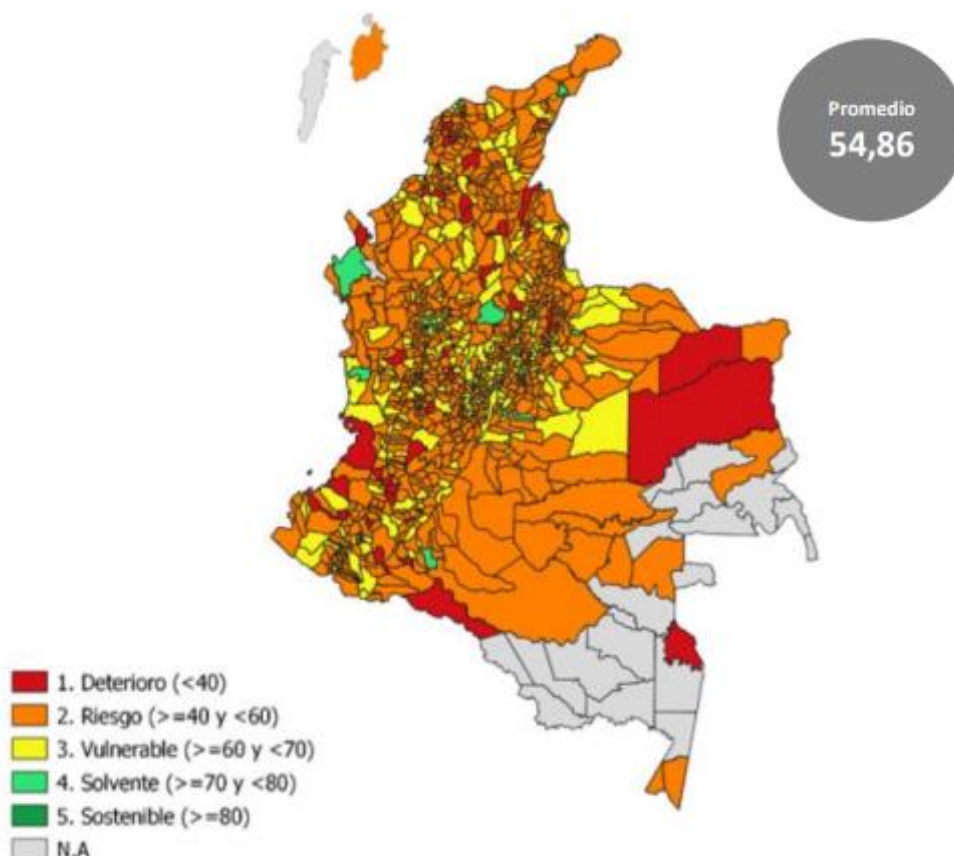 Promedio
54,86
1. Deterioro (<40)
2. Riesgo (>=40 y <60)
3. Vulnerable (>=60 y <70)
4. Solvente (>=70 y <80)
5. Sostenible (>=80)
N.A